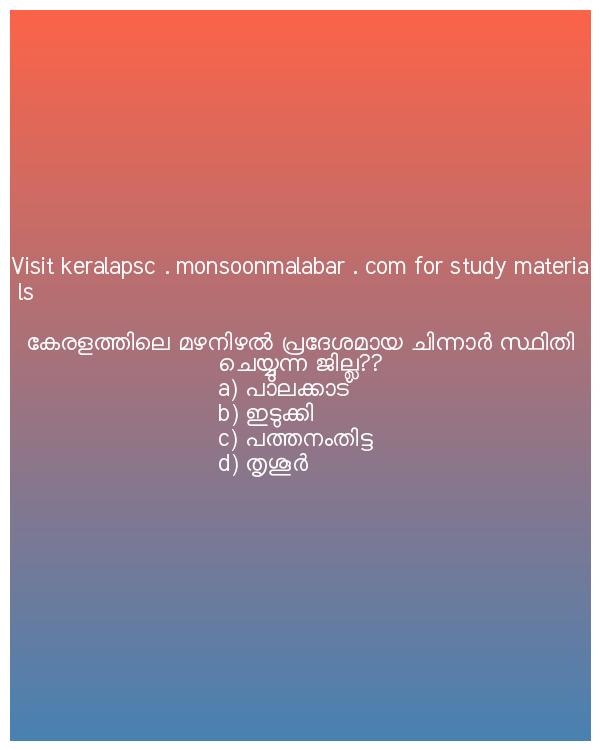 Visit keralapsc . monsoonmalabar . com for study materia
ls
കേരളത്തിലെ മഴനിഴൽ പ്രദേശമായ ചിന്നാർ സ്ഥിതി
ചെയ്യുന്ന ജില്ല??
a) പാലക്കാട്
b) ഇടുക്കി
c) പത്തനംതിട്ട
d) തൃശൂർ